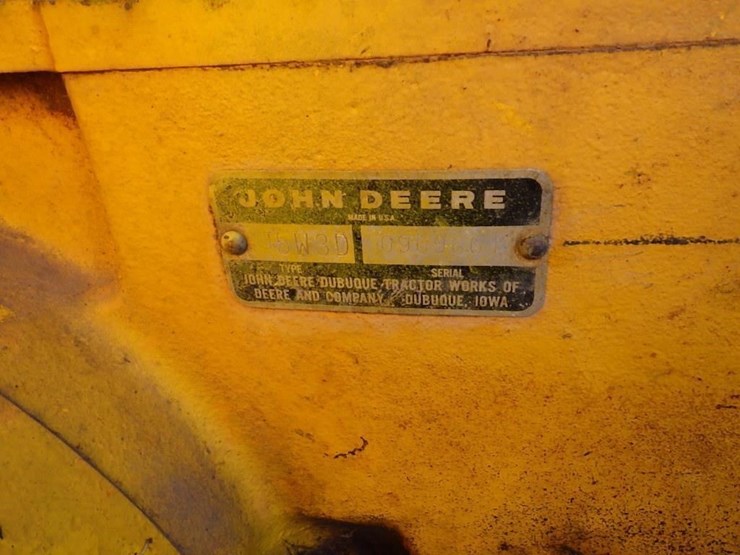 JOHN DEERE
MADE IN U.S.A.
TYPE SERIAL
JOHN DEERE DUBUQUE TRACTOR WORKS OF
DEERE AND COMPANY DUBUQUE, IOWA